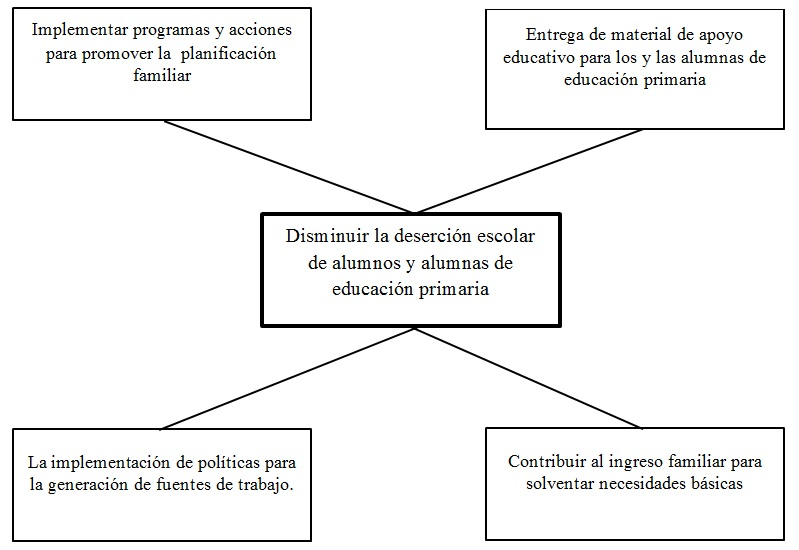 Implementar programas y acciones
para promover la planificación
familiar
Entrega de material de apoyo
educativo para los y las alumnas de
educación primaria
Disminuir la deserción escolar
de alumnos y alumnas de
educación primaria
La implementación de políticas para
la generación de fuentes de trabajo.
Contribuir al ingreso familiar para
solventar necesidades básicas